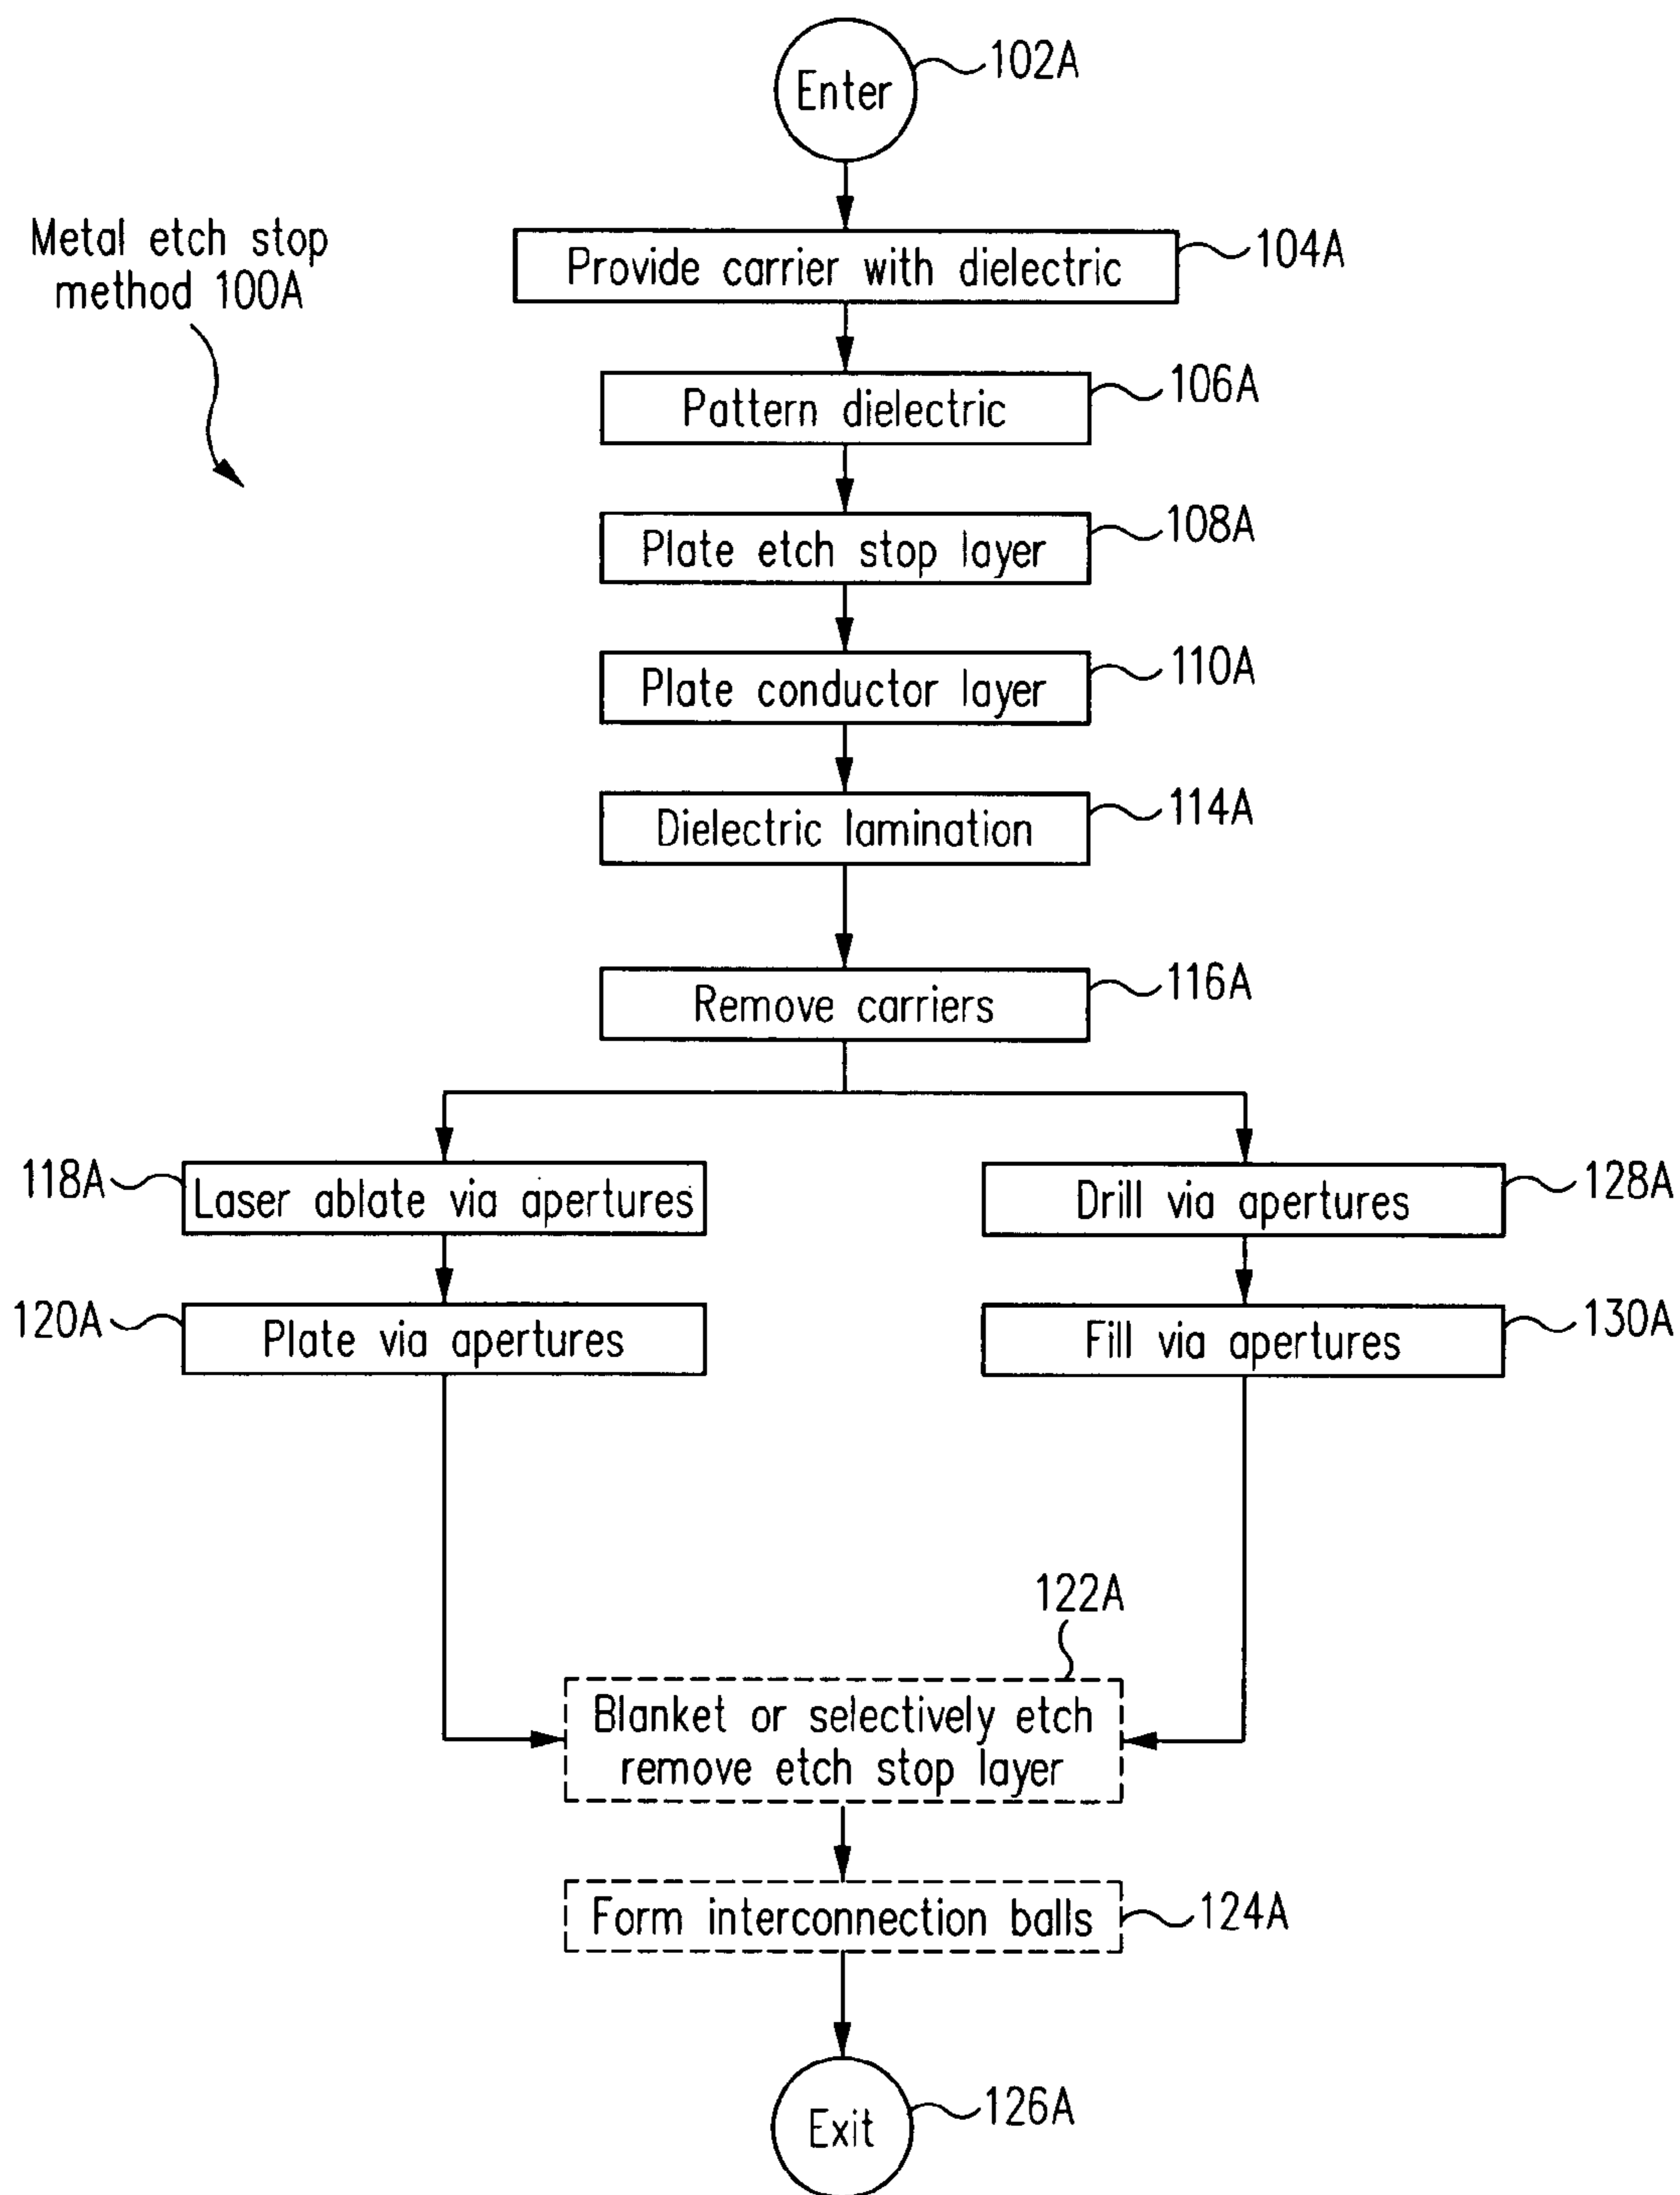 Enter
102A
Metal etch stop
method 100A
Provide carrier with dielectric
104A
Pattern dielectric
106A
Plate etch stop layer
108A
Plate conductor layer
110A
Dielectric lamination
114A
Remove carriers
116A
118A
Laser ablate via apertures
Drill via apertures
128A
120A
Plate via apertures
Fill via apertures
130A
122A
Blanket or selectively etch
remove etch stop layer
Form interconnection balls
124A
Exit
126A